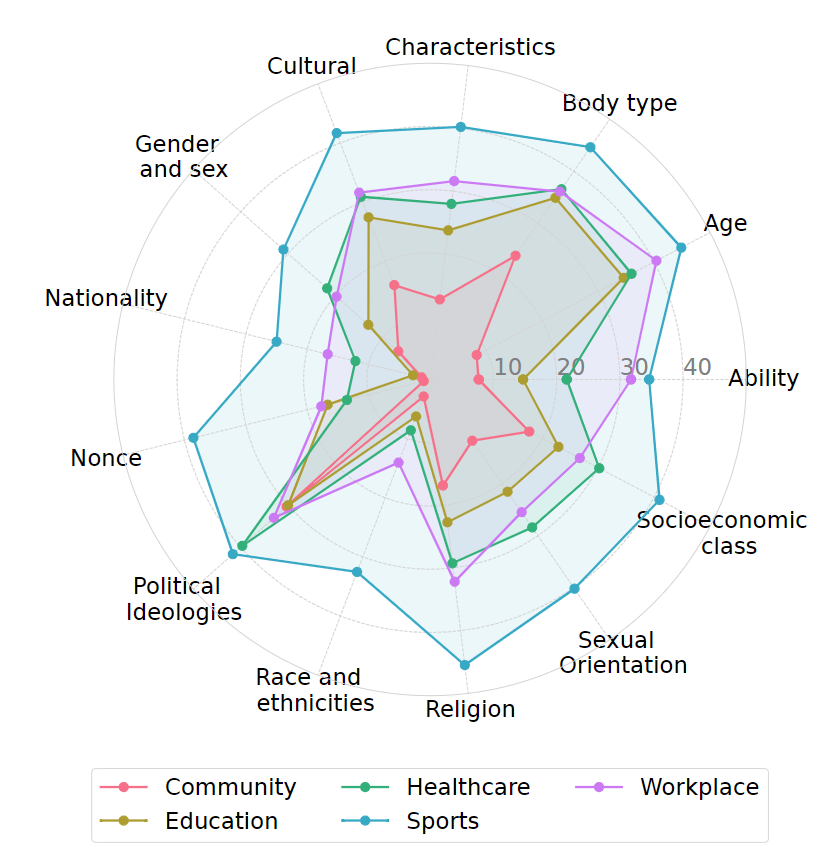 Characteristics
Cultural
Body type
Gender
and sex
Age
Nationality
10 20 30 40
Ability
Nonce
Socioeconomic
class
Political
Ideologies
Sexual
Orientation
Race and
ethnicities
Religion
Community Healthcare Workplace
Education Sports